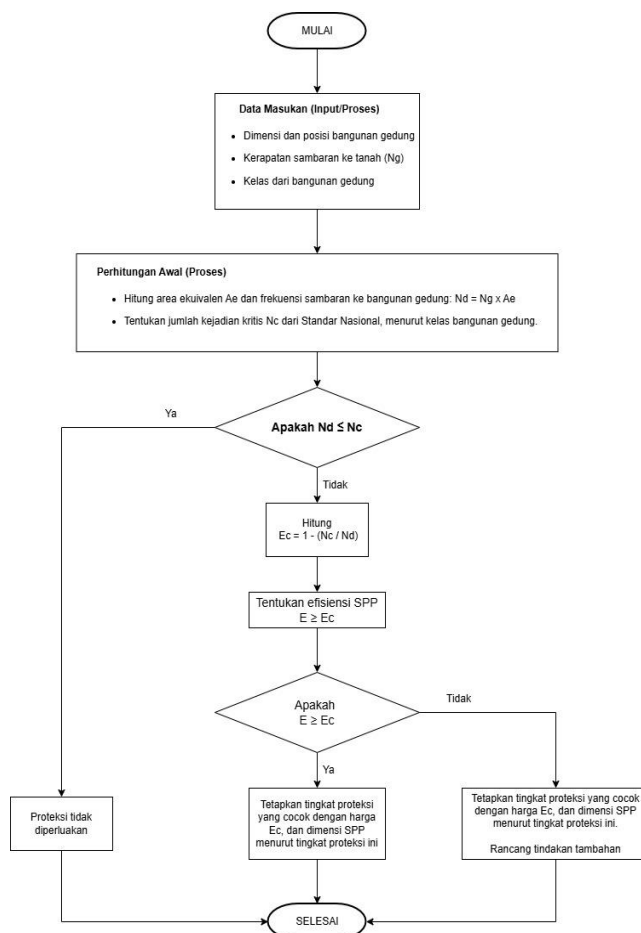 MULAI
Data Masukan (Input/Proses)
• Dimensi dan posisi bangunan gedung
• Kerapatan sambaran ke tanah (Ng)
• Kelas dari bangunan gedung
Perhitungan Awal (Proses)
• Hitung area ekuivalen Ae dan frekuensi sambaran ke bangunan gedung: Nd = Ng x Ae
• Tentukan jumlah kejadian kritis Nc dari Standar Nasional, menurut kelas bangunan gedung.
Ya
Apakah Nd ≤ Nc
Tidak
Hitung
Ec = 1 - (Nc / Nd)
Tentukan efisiensi SPP
E ≥ Ec
Apakah
E ≥ Ec
Tidak
Ya
Proteksi tidak
diperluakan
Tetapkan tingkat proteksi
yang cocok dengan harga
Ec, dan dimensi SPP
menurut tingkat proteksi ini
Tetapkan tingkat proteksi yang cocok
dengan harga Ec, dan dimensi SPP
menurut tingkat proteksi ini.
Rancang tindakan tambahan
SELESAI